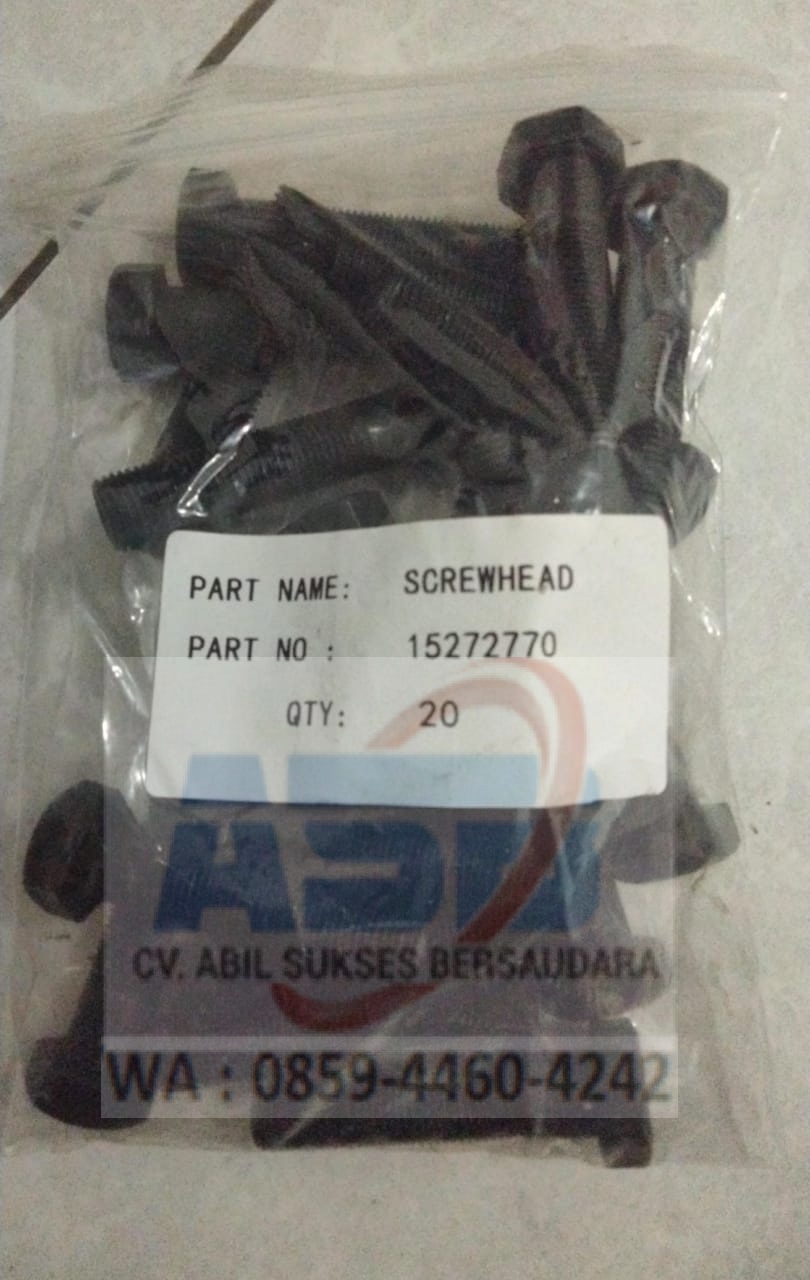 PART NAME: SCREWHEAD
PART NO : 15272770
QTY: 20
ASB
CV. ABIL SUKSES BERSAUDARA
WA : 0859-4460-4242